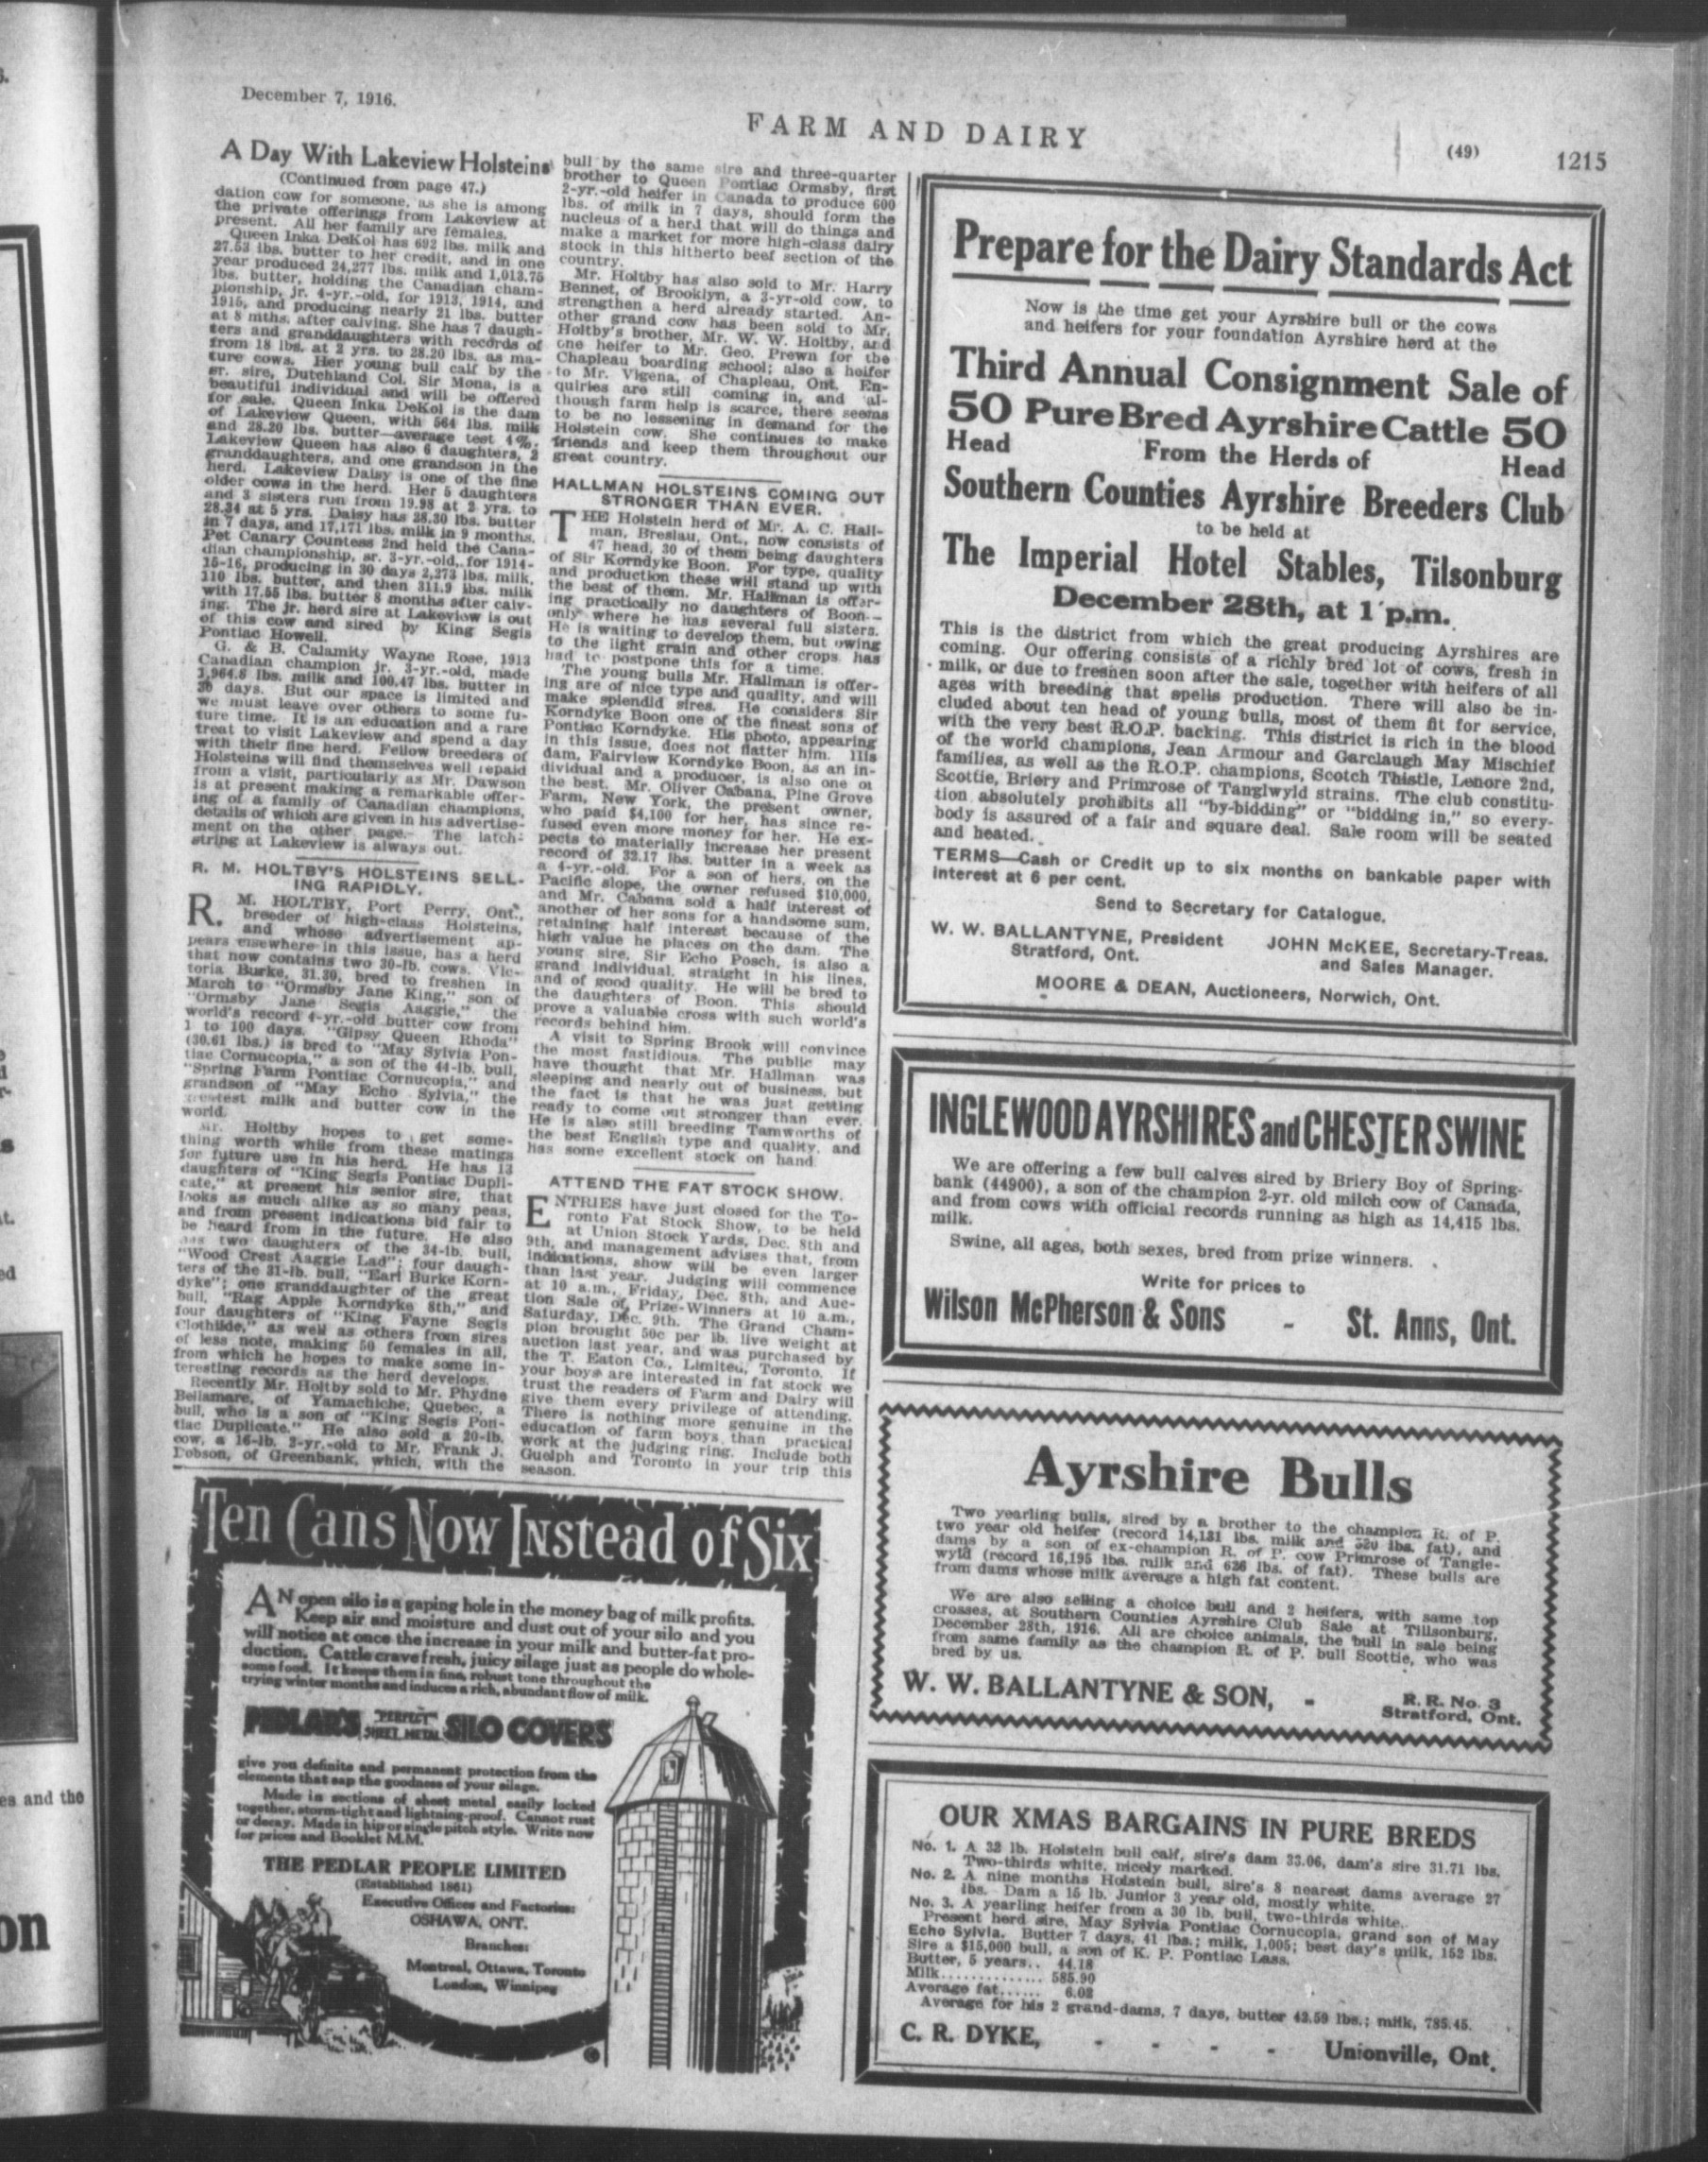 December 7, 1916.
FARM AND DAIRY
(49)
1215
A Day With Lakeview Holsteins
(Continued from page 47.)
dation cow for someone, as she is among
the private offerings from Lakeview at
present. All her family are females.
Queen Inka DeKol has 692 lbs. milk and
27.53 lbs. butter to her credit, and in one
year produced 24,277 lbs. milk and 1,013.75
lbs. butter, holding the Canadian cham-
pionship, jr. 4-yr.-old, for 1913, 1914, and
1915, and producing nearly 21 lbs. butter
at 8 mths. after calving. She has 7 daugh-
ters and granddaughters with records of
from 18 lbs. at 2 yrs. to 28.20 lbs. as ma-
ture cows. Her young bull calf by the
sr. sire, Dutchland Col. Sir Mona, is a
beautiful individual and will be offered
for sale. Queen Inka DeKol is the dam
of Lakeview Queen, with 564 lbs. milk
and 28.20 lbs. butter—average test 4%.
Lakeview Queen has also 6 daughters, 2
granddaughters, and one grandson in the
herd. Lakeview Daisy is one of the fine
older cows in the herd. Her 5 daughters
and 3 sisters run from 19.98 at 2 yrs. to
28.34 at 5 yrs. Daisy has 28.30 lbs. butter
in 7 days, and 17,171 lbs. milk in 9 months.
Pet Canary Countess 2nd held the Cana-
dian championship, sr. 3-yr.-old, for 1914-
15-16, producing in 30 days 2,273 lbs. milk,
110 lbs. butter, and then 311.9 lbs. milk
with 17.55 lbs. butter 8 months after calv-
ing. The jr. herd sire at Lakeview is out
of this cow and sired by King Segis
Pontiac Howell.
G. & B. Calamity Wayne Rose, 1913
Canadian champion jr. 3-yr.-old, made
1,964.8 lbs. milk and 100.47 lbs. butter in
30 days. But our space is limited and
we must leave over others to some fu-
ture time. It is an education and a rare
treat to visit Lakeview and spend a day
with their fine herd. Fellow breeders of
Holsteins will find themselves well repaid
from a visit, particularly as Mr. Dawson
is at present making a remarkable offer-
ing of a family of Canadian champions,
details of which are given in his advertise-
ment on the other page. The latch-
string at Lakeview is always out.
R. M. HOLTBY'S HOLSTEINS SELL-
ING RAPIDLY.
R. M. HOLTBY, Port Perry, Ont.,
breeder of high-class Holsteins,
and whose advertisement ap-
pears elsewhere in this issue, has a herd
that now contains two 30-lb. cows. Vic-
toria Burke, 31.30, bred to freshen in
March to "Ormsby Jane King," son of
"Ormsby Jane Segis Aaggie," the
world's record 4-yr.-old butter cow from
1 to 100 days. "Gipsy Queen Rhoda"
(30.61 lbs.) is bred to "May Sylvia Pon-
tiac Cornucopia," a son of the 44-lb. bull,
"Spring Farm Pontiac Cornucopia," and
grandson of "May Echo Sylvia," the
greatest milk and butter cow in the
world.
Mr. Holtby hopes to get some-
thing worth while from these matings
for future use in his herd. He has 13
daughters of "King Segis Pontiac Dupli-
cate," at present his senior sire, that
looks as much alike as so many peas,
and from present indications bid fair to
be heard from in the future. He also
has two daughters of the 34-lb. bull,
"Wood Crest Aaggie Lad"; four daugh-
ters of the 31-lb. bull, "Earl Burke Korn-
dyke"; one granddaughter of the great
bull, "Rag Apple Korndyke 8th," and
four daughters of "King Fayne Segis
Clothilde," as well as others from sires
of less note, making 50 females in all,
from which he hopes to make some in-
teresting records as the herd develops.
Recently Mr. Holtby sold to Mr. Phydne
Bellamare, of Yamachiche, Quebec, a
bull, who is a son of "King Segis Pon-
tiac Duplicate." He also sold a 20-lb.
cow, a 16-lb. 2-yr.-old to Mr. Frank J.
Dobson, of Greenbank, which, with the
bull by the same sire and three-quarter
brother to Queen Pontiac Ormsby, first
2-yr.-old heifer in Canada to produce 600
lbs. of milk in 7 days, should form the
nucleus of a herd that will do things and
make a market for more high-class dairy
stock in this hitherto beef section of the
country.
Mr. Holtby has also sold to Mr. Harry
Bennet, of Brooklyn, a 3-yr-old cow, to
strengthen a herd already started. An-
other grand cow has been sold to Mr.
Holtby's brother, Mr. W. W. Holtby, and
one heifer to Mr. Geo. Prewn for the
Chapleau boarding school; also a heifer
to Mr. Vigena, of Chapleau, Ont. En-
quiries are still coming in, and al-
though farm help is scarce, there seems
to be no lessening in demand for the
Holstein cow. She continues to make
friends and keep them throughout our
great country.
HALLMAN HOLSTEINS COMING OUT
STRONGER THAN EVER.
THE Holstein herd of Mr. A. C. Hall-
man, Breslau, Ont., now consists of
47 head, 30 of them being daughters
of Sir Korndyke Boon. For type, quality
and production these will stand up with
the best of them. Mr. Hallman is offer-
ing practically no daughters of Boon—
only where he has several full sisters.
He is waiting to develop them, but owing
to the light grain and other crops has
had to postpone this for a time.
The young bulls Mr. Hallman is offer-
ing are of nice type and quality, and will
make splendid sires. He considers Sir
Korndyke Boon one of the finest sons of
Pontiac Korndyke. His photo, appearing
in this issue, does not flatter him. His
dam, Fairview Korndyke Boon, as an in-
dividual and a producer, is also one of
the best. Mr. Oliver Cabana, Pine Grove
Farm, New York, the present owner,
who paid $4,100 for her, has since re-
fused even more money for her. He ex-
pects to materially increase her present
record of 32.17 lbs. butter in a week as
a 4-yr.-old. For a son of hers, on the
Pacific slope, the owner refused $10,000,
and Mr. Cabana sold a half interest of
another of her sons for a handsome sum,
retaining half interest because of the
high value he places on the dam. The
young sire, Sir Echo Posch, is also a
grand individual, straight in his lines,
and of good quality. He will be bred to
the daughters of Boon. This should
prove a valuable cross with such world's
records behind him.
A visit to Spring Brook will convince
the most fastidious. The public may
have thought that Mr. Hallman was
sleeping and nearly out of business, but
the fact is that he was just getting
ready to come out stronger than ever.
He is also still breeding Tamworths of
the best English type and quality, and
has some excellent stock on hand.
ATTEND THE FAT STOCK SHOW.
ENTRIES have just closed for the To-
ronto Fat Stock Show, to be held
at Union Stock Yards, Dec. 8th and
9th, and management advises that, from
indications, show will be even larger
than last year. Judging will commence
at 10 a.m., Friday, Dec. 8th, and Auc-
tion Sale of Prize-Winners at 10 a.m.,
Saturday, Dec. 9th. The Grand Cham-
pion brought 50c per lb. live weight at
auction last year, and was purchased by
the T. Eaton Co., Limited, Toronto. If
your boys are interested in fat stock we
trust the readers of Farm and Dairy will
give them every privilege of attending.
There is nothing more genuine in the
education of farm boys than practical
work at the judging ring. Include both
Guelph and Toronto in your trip this
season.
Ten Cans Now Instead of Six
AN open silo is a gaping hole in the money bag of milk profits.
Keep air and moisture and dust out of your silo and you
will notice at once the increase in your milk and butter-fat pro-
duction. Cattle crave fresh, juicy silage just as people do whole-
some food. It keeps them in fine, robust tone throughout the
trying winter months and induces a rich, abundant flow of milk.
PEDLAR'S "PERFECT" SHEET METAL SILO COVERS
give you definite and permanent protection from the
elements that sap the goodness of your silage.
Made in sections of sheet metal easily locked
together, storm-tight and lightning-proof. Cannot rust
or decay. Made in hip or single pitch style. Write now
for prices and Booklet M.M.
THE PEDLAR PEOPLE LIMITED
(Established 1861)
Executive Offices and Factories:
OSHAWA, ONT.
Branches:
Montreal, Ottawa, Toronto
London, Winnipeg
Prepare for the Dairy Standards Act
Now is the time get your Ayrshire bull or the cows
and heifers for your foundation Ayrshire herd at the
Third Annual Consignment Sale of
50 Pure Bred Ayrshire Cattle 50
Head From the Herds of Head
Southern Counties Ayrshire Breeders Club
to be held at
The Imperial Hotel Stables, Tilsonburg
December 28th, at 1 p.m.
This is the district from which the great producing Ayrshires are
coming. Our offering consists of a richly bred lot of cows, fresh in
milk, or due to freshen soon after the sale, together with heifers of all
ages with breeding that spells production. There will also be in-
cluded about ten head of young bulls, most of them fit for service,
with the very best R.O.P. backing. This district is rich in the blood
of the world champions, Jean Armour and Garclaugh May Mischief
families, as well as the R.O.P. champions, Scotch Thistle, Lenore 2nd,
Scottie, Briery and Primrose of Tanglwyld strains. The club constitu-
tion absolutely prohibits all "by-bidding" or "bidding in," so every-
body is assured of a fair and square deal. Sale room will be seated
and heated.
TERMS—Cash or Credit up to six months on bankable paper with
interest at 6 per cent.
Send to Secretary for Catalogue.
W. W. BALLANTYNE, President
Stratford, Ont.
JOHN McKEE, Secretary-Treas.
and Sales Manager.
MOORE & DEAN, Auctioneers, Norwich, Ont.
INGLEWOOD AYRSHIRES and CHESTER SWINE
We are offering a few bull calves sired by Briery Boy of Spring-
bank (44900), a son of the champion 2-yr. old milch cow of Canada,
and from cows with official records running as high as 14,415 lbs.
milk.
Swine, all ages, both sexes, bred from prize winners.
Write for prices to
Wilson McPherson & Sons - St. Anns, Ont.
Ayrshire Bulls
Two yearling bulls, sired by a brother to the champion R. of P.
two year old heifer (record 14,131 lbs. milk and 520 lbs. fat), and
dams by a son of ex-champion R. of P. cow Primrose of Tangle-
wyld (record 16,195 lbs. milk and 626 lbs. of fat). These bulls are
from dams whose milk average a high fat content.
We are also selling a choice bull and 2 heifers, with same top
crosses, at Southern Counties Ayrshire Club Sale at Tillsonburg,
December 28th, 1916. All are choice animals, the bull in sale being
from same family as the champion R. of P. bull Scottie, who was
bred by us.
W. W. BALLANTYNE & SON, - R. R. No. 3
Stratford, Ont.
OUR XMAS BARGAINS IN PURE BREDS
No. 1. A 32 lb. Holstein bull calf, sire's dam 33.06, dam's sire 31.71 lbs.
Two-thirds white, nicely marked.
No. 2. A nine months Holstein bull, sire's 8 nearest dams average 27
lbs. Dam a 15 lb. Junior 3 year old, mostly white.
No. 3. A yearling heifer from a 30 lb. bull, two-thirds white.
Present herd sire, May Sylvia Pontiac Cornucopia, grand son of May
Echo Sylvia. Butter 7 days, 41 lbs.; milk, 1,005; best day's milk, 152 lbs.
Sire a $15,000 bull, a son of K. P. Pontiac Lass.
Butter, 5 years.. 44.18
Milk.............. 585.90
Average fat...... 6.02
Average for his 2 grand-dams, 7 days, butter 42.59 lbs.; milk, 785.45.
C. R. DYKE, - - - - Unionville, Ont.
es and the
on